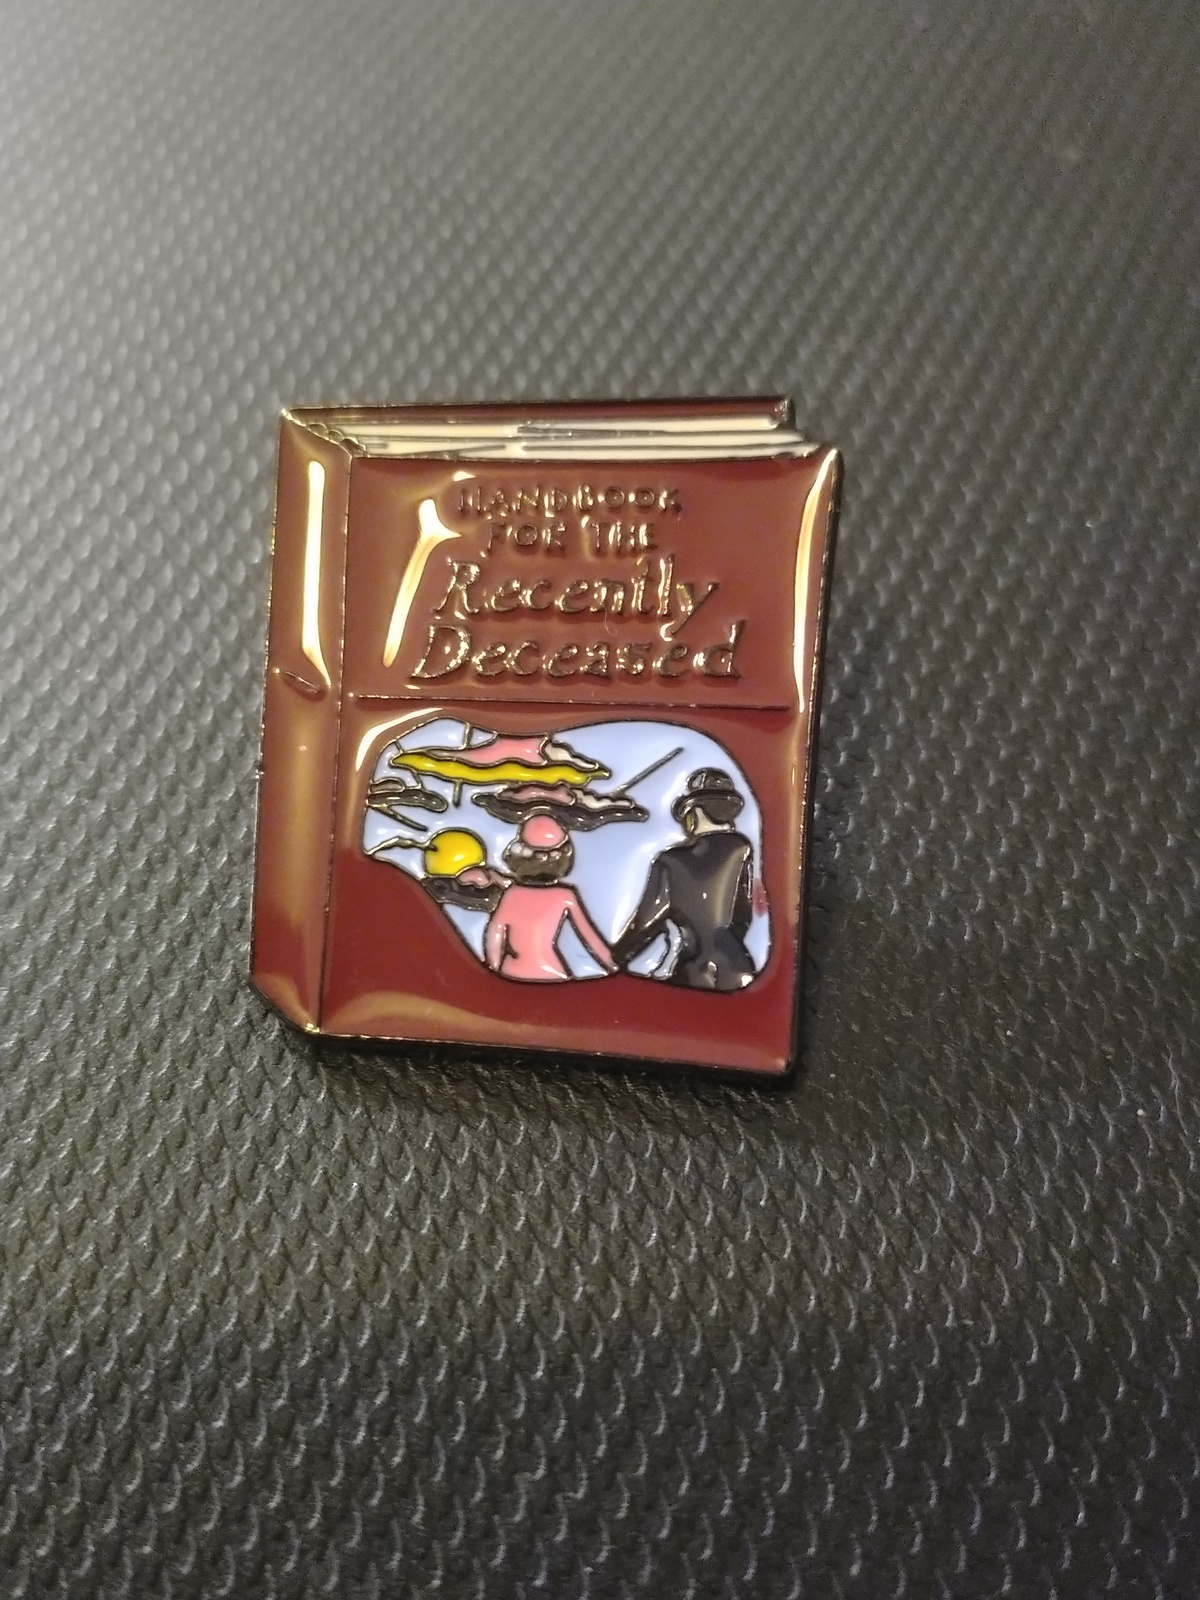 HANDBOOK
FOR THE
Recently
Deceased